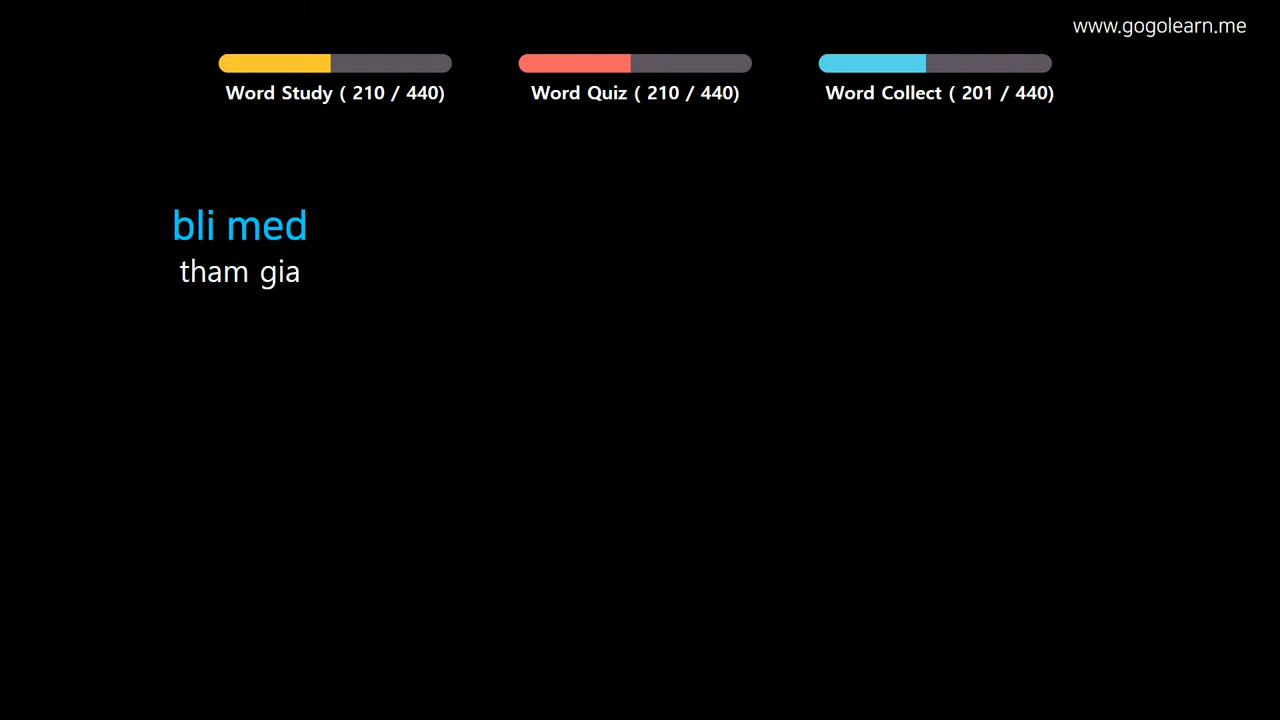 www.gogolearn.me
Word Study ( 210 / 440)
Word Quiz ( 210 / 440)
Word Collect ( 201 / 440)
bli med
tham gia